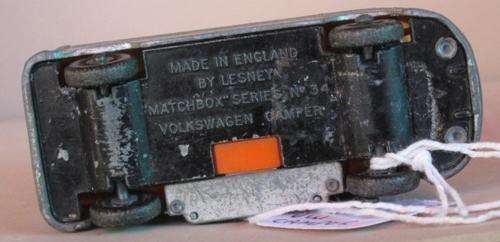 MADE IN ENGLAND
BY LESNEY
"MATCHBOX" SERIES Nº 34
VOLKSWAGEN CAMPER